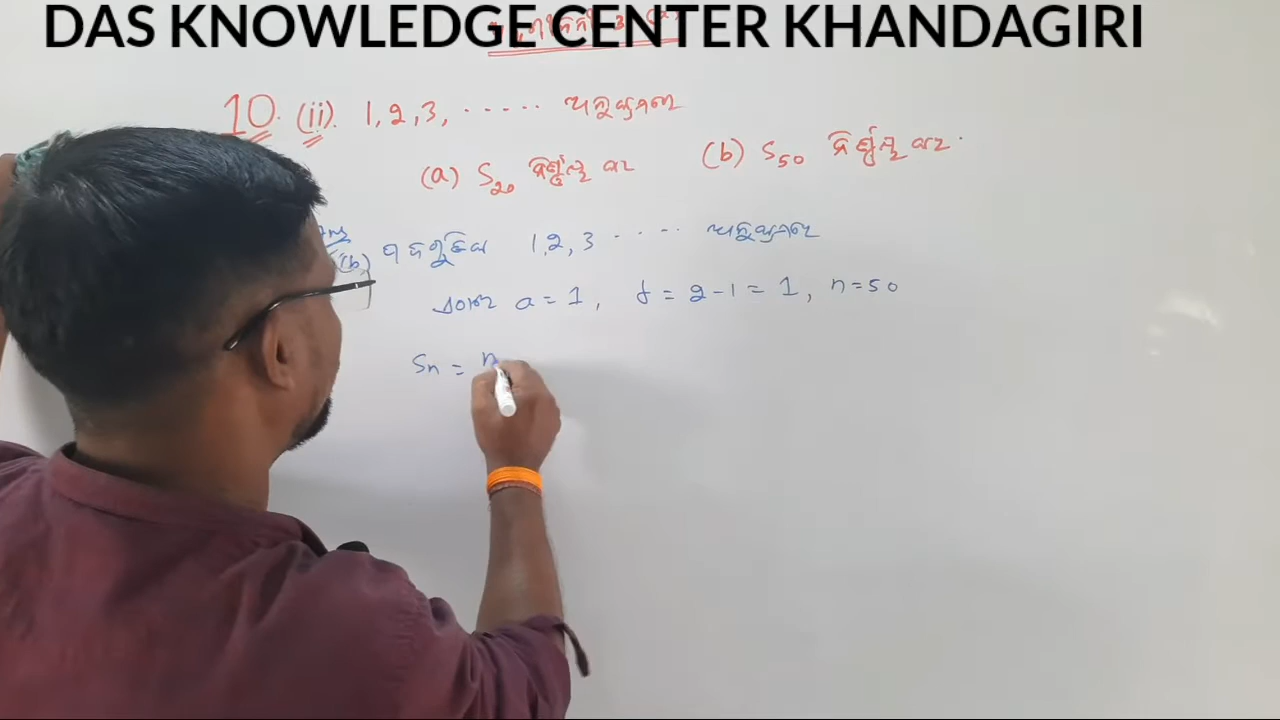 DAS KNOWLEDGE CENTER KHANDAGIRI
10. (ii). 1, 2, 3, ...... ଅନୁକ୍ରମରେ
(a) S₂₀ ନିର୍ଣ୍ଣୟ କର (b) S₅₀ ନିର୍ଣ୍ଣୟ କର
(b) ପଦଗୁଡିକ 1, 2, 3 ..... ଅନୁକ୍ରମରେ
ଏଠାରେ a = 1, d = 2 - 1 = 1, n = 50
Sn = n